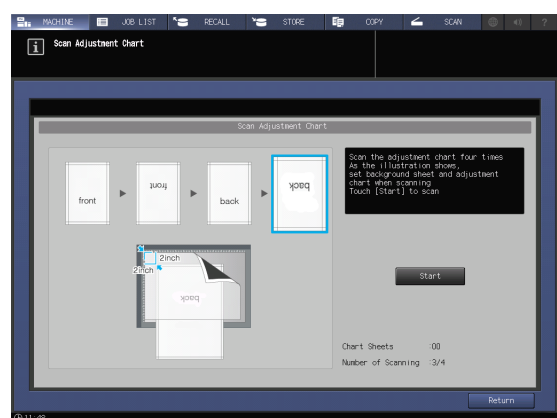 MACHINE JOB LIST RECALL STORE COPY SCAN ?
i Scan Adjustment Chart
Scan Adjustment Chart
front front back back
Scan the adjustment chart four times
As the illustration shows,
set background sheet and adjustment
chart when scanning
Touch [Start] to scan
2inch
2inch
back
Start
Chart Sheets :00
Number of Scanning :3/4
Return
11:48